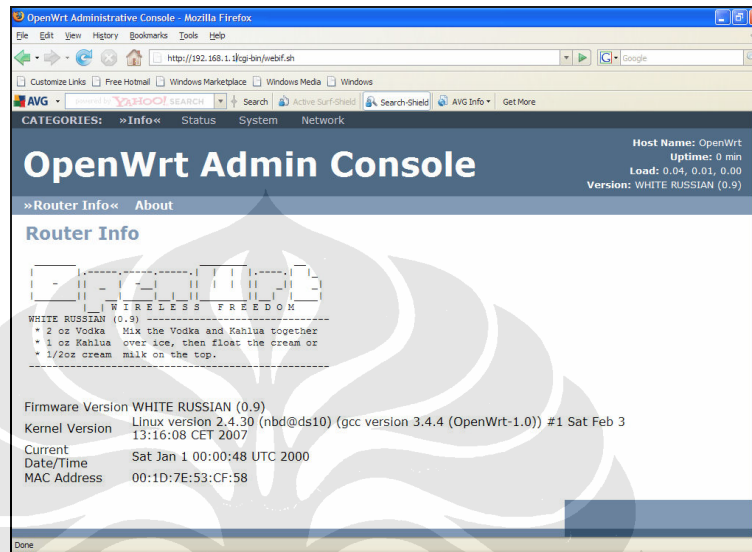 OpenWrt Administrative Console - Mozilla Firefox
File Edit View History Bookmarks Tools Help
http://192.168.1.1/cgi-bin/webif.sh
Google
Customize Links Free Hotmail Windows Marketplace Windows Media Windows
AVG YAHOO! SEARCH Search Active Surf-Shield Search-Shield AVG Info Get More
CATEGORIES: »Info« Status System Network
OpenWrt Admin Console
Host Name: OpenWrt
Uptime: 0 min
Load: 0.04, 0.01, 0.00
Version: WHITE RUSSIAN (0.9)
»Router Info« About
Router Info
W I R E L E S S F R E E D O M
WHITE RUSSIAN (0.9) -------------------------------
* 2 oz Vodka Mix the Vodka and Kahlua together
* 1 oz Kahlua over ice, then float the cream or
* 1/2oz cream milk on the top.
---------------------------------------------------
Firmware Version WHITE RUSSIAN (0.9)
Kernel Version Linux version 2.4.30 (nbd@ds10) (gcc version 3.4.4 (OpenWrt-1.0)) #1 Sat Feb 3
13:16:08 CET 2007
Current
Date/Time Sat Jan 1 00:00:48 UTC 2000
MAC Address 00:1D:7E:53:CF:58
Done